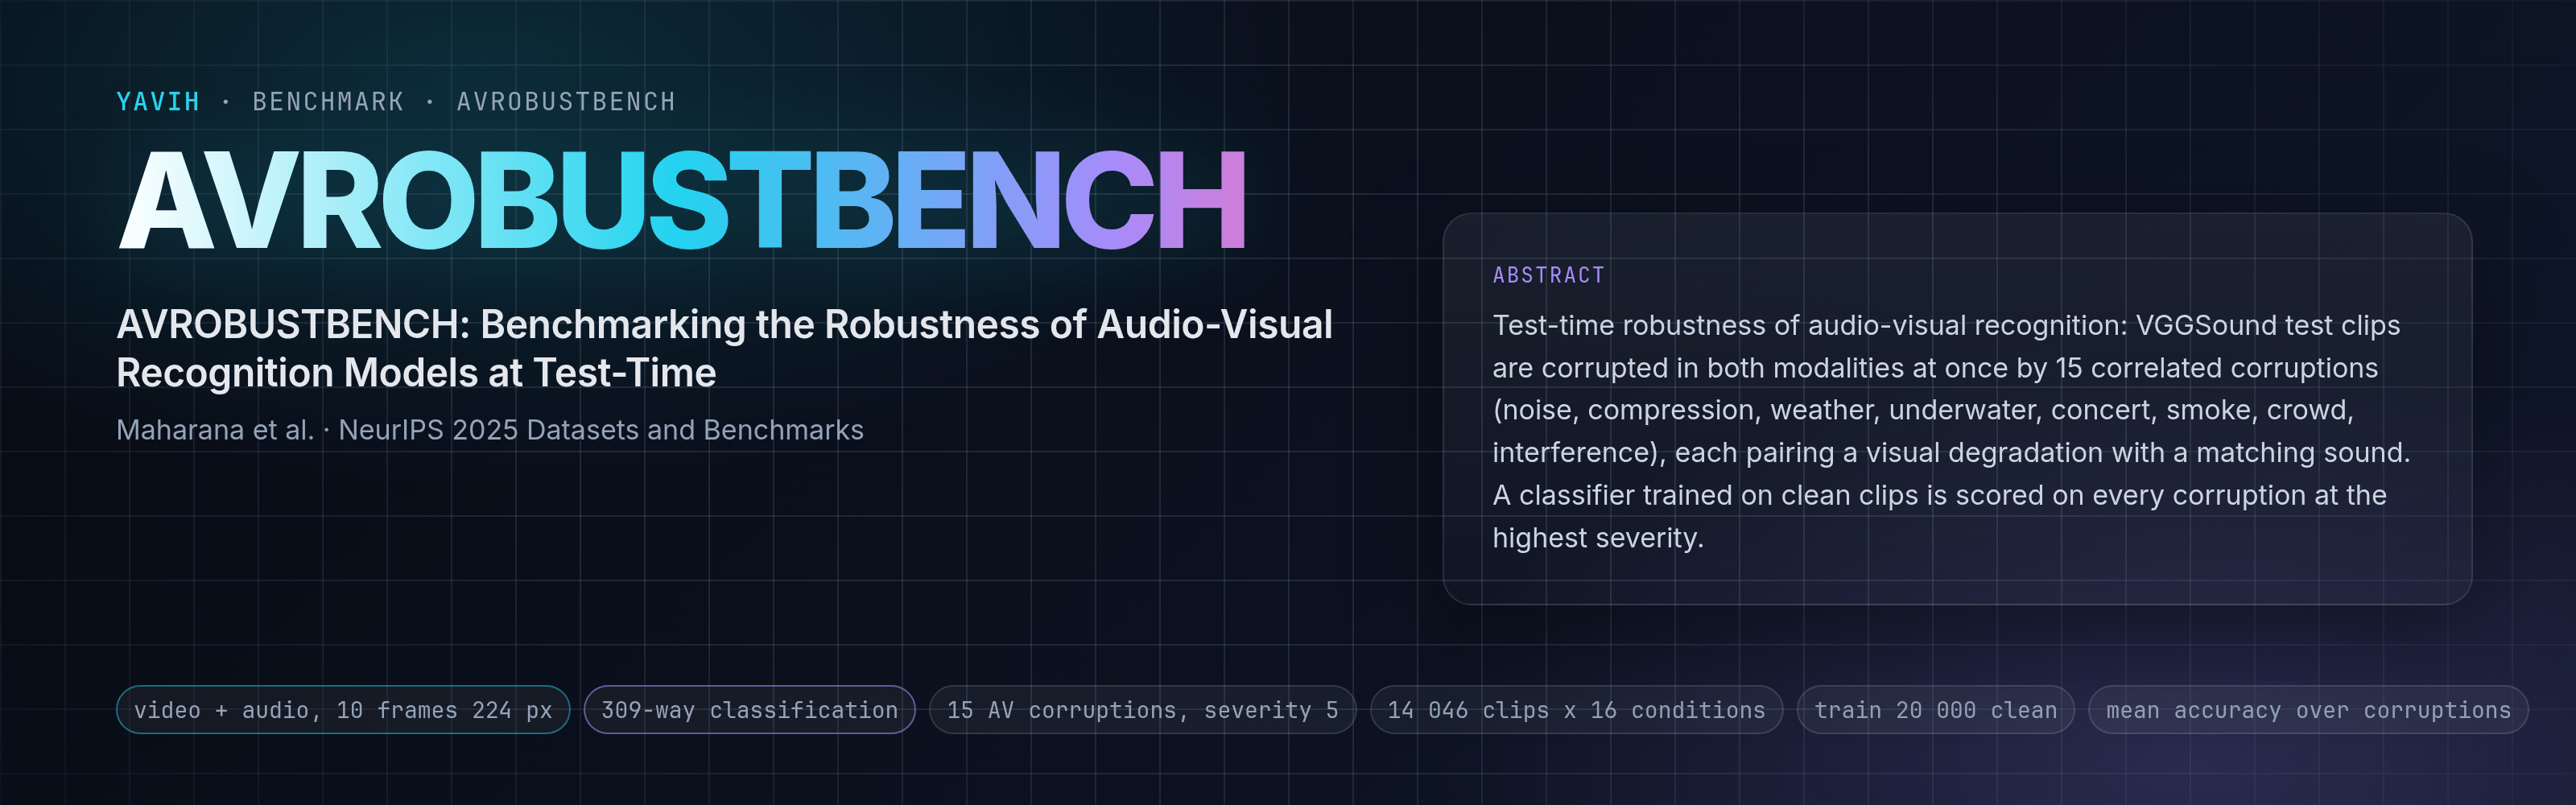 YAVIH · BENCHMARK · AVROBUSTBENCH
AVROBUSTBENCH
AVROBUSTBENCH: Benchmarking the Robustness of Audio-Visual
Recognition Models at Test-Time
Maharana et al. · NeurIPS 2025 Datasets and Benchmarks
ABSTRACT
Test-time robustness of audio-visual recognition: VGGSound test clips
are corrupted in both modalities at once by 15 correlated corruptions
(noise, compression, weather, underwater, concert, smoke, crowd,
interference), each pairing a visual degradation with a matching sound.
A classifier trained on clean clips is scored on every corruption at the
highest severity.
video + audio, 10 frames 224 px
309-way classification
15 AV corruptions, severity 5
14 046 clips x 16 conditions
train 20 000 clean
mean accuracy over corruptions